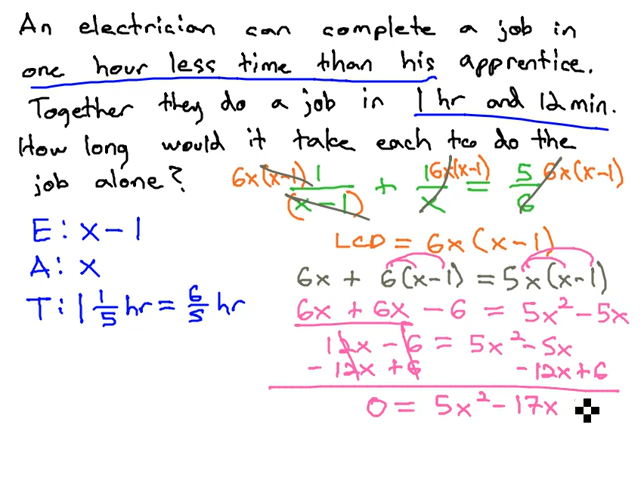 An electrician can complete a job in
one hour less time than his apprentice.
Together they do a job in 1 hr and 12 min.
How long would it take each to do the
job alone?
6x(x-1) 1/(x-1) + 1/x 6x(x-1) = 5/6 6x(x-1)
E: x-1
LCD = 6x(x-1)
A: x
6x + 6(x-1) = 5x(x-1)
T: 1 1/5 hr = 6/5 hr
6x + 6x - 6 = 5x² - 5x
12x - 6 = 5x² - 5x
-12x + 6 -12x + 6
0 = 5x² - 17x